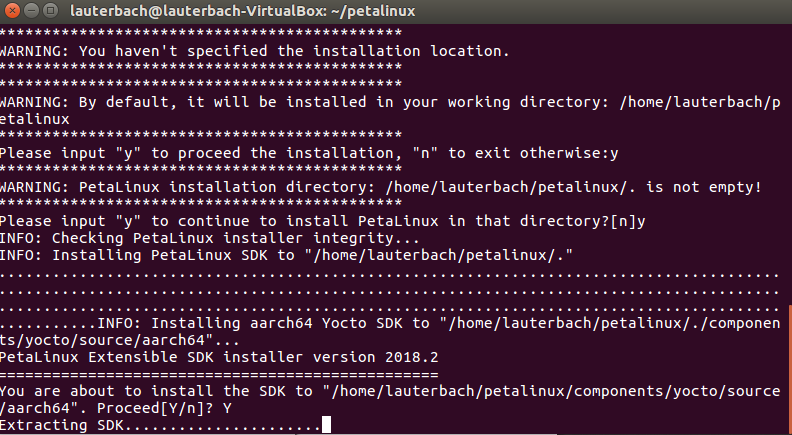 lauterbach@lauterbach-VirtualBox: ~/petalinux
**********************************************
WARNING: You haven't specified the installation location.
**********************************************
**********************************************
WARNING: By default, it will be installed in your working directory: /home/lauterbach/p
etalinux
**********************************************
Please input "y" to proceed the installation, "n" to exit otherwise:y
**********************************************
WARNING: PetaLinux installation directory: /home/lauterbach/petalinux/. is not empty!
**********************************************
Please input "y" to continue to install PetaLinux in that directory?[n]y
INFO: Checking PetaLinux installer integrity...
INFO: Installing PetaLinux SDK to "/home/lauterbach/petalinux/."
.......................................................................................
.......................................................................................
.......................................................................................
...........INFO: Installing aarch64 Yocto SDK to "/home/lauterbach/petalinux/./componen
ts/yocto/source/aarch64"...
PetaLinux Extensible SDK installer version 2018.2
=================================================
You are about to install the SDK to "/home/lauterbach/petalinux/components/yocto/source
/aarch64". Proceed[Y/n]? Y
Extracting SDK......................